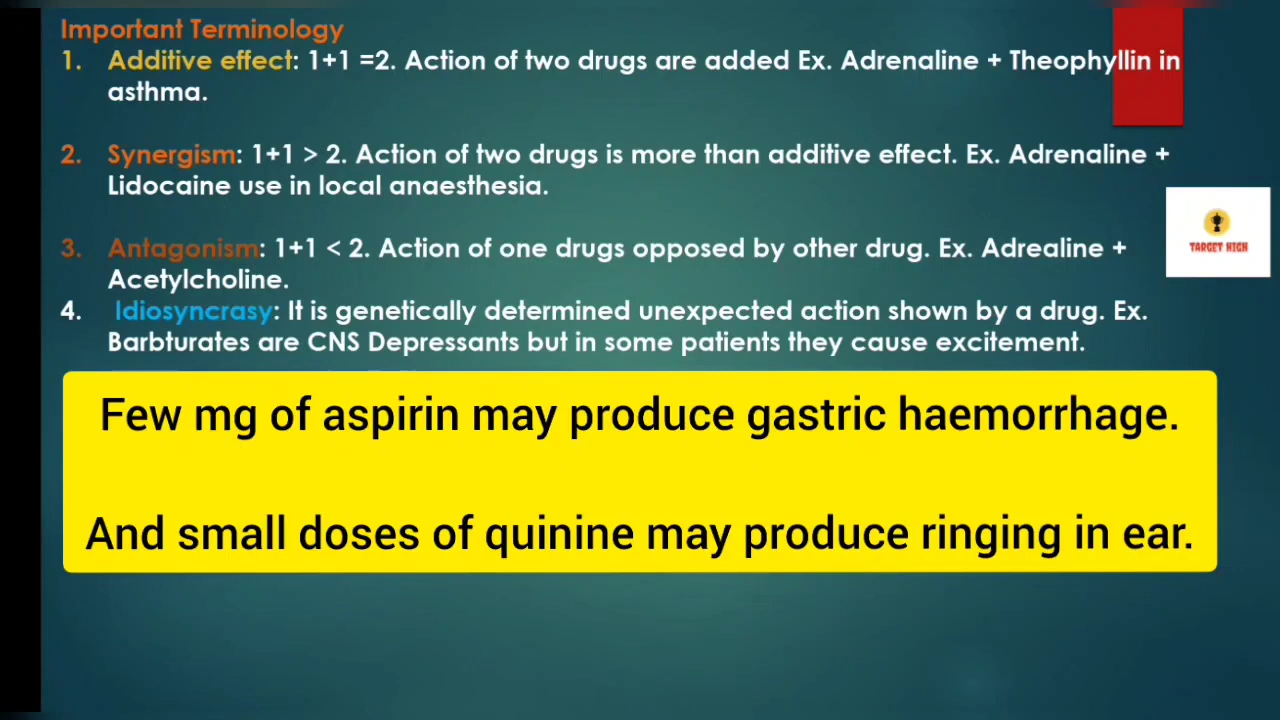 Important Terminology
1. Additive effect: 1+1 =2. Action of two drugs are added Ex. Adrenaline + Theophyllin in
asthma.
2. Synergism: 1+1 > 2. Action of two drugs is more than additive effect. Ex. Adrenaline +
Lidocaine use in local anaesthesia.
3. Antagonism: 1+1 < 2. Action of one drugs opposed by other drug. Ex. Adrealine +
Acetylcholine.
TARGET HIGH
4. Idiosyncrasy: It is genetically determined unexpected action shown by a drug. Ex.
Barbturates are CNS Depressants but in some patients they cause excitement.
Few mg of aspirin may produce gastric haemorrhage.
And small doses of quinine may produce ringing in ear.